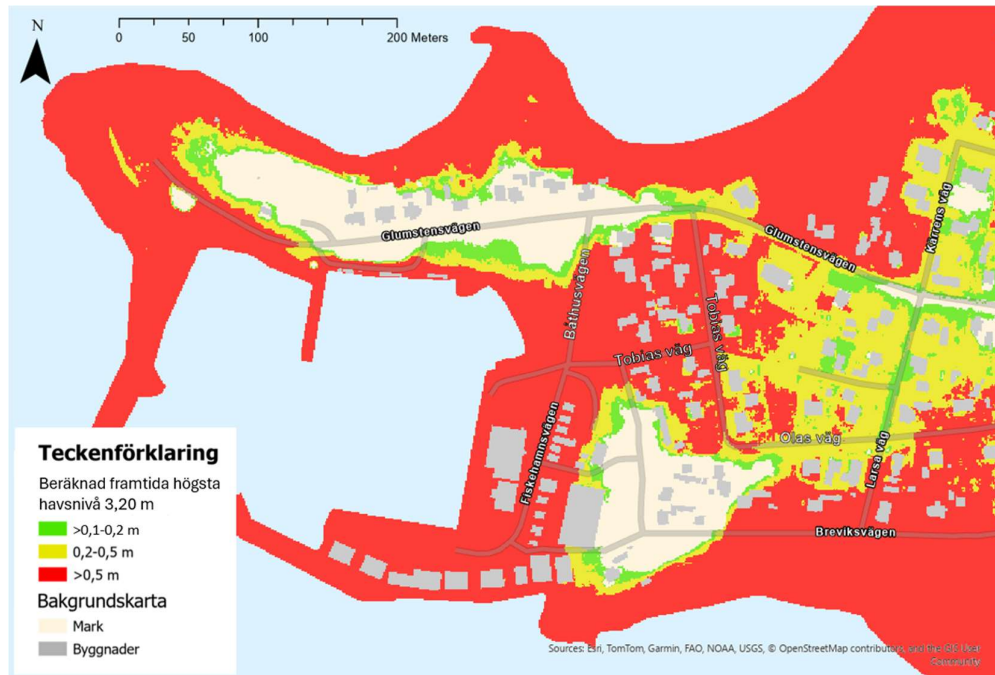 N
0 50 100 200 Meters
Glumstensvägen
Glumstensvägen
Karrens väg
Båthusvägen
Tobias väg
Tobias väg
Olas väg
Larsa väg
Fiskehamnsvägen
Breviksvägen
Teckenförklaring
Beräknad framtida högsta
havsnivå 3,20 m
>0,1-0,2 m
0,2-0,5 m
>0,5 m
Bakgrundskarta
Mark
Byggnader
Sources: Esri, TomTom, Garmin, FAO, NOAA, USGS, © OpenStreetMap contributors, and the GIS User
Community